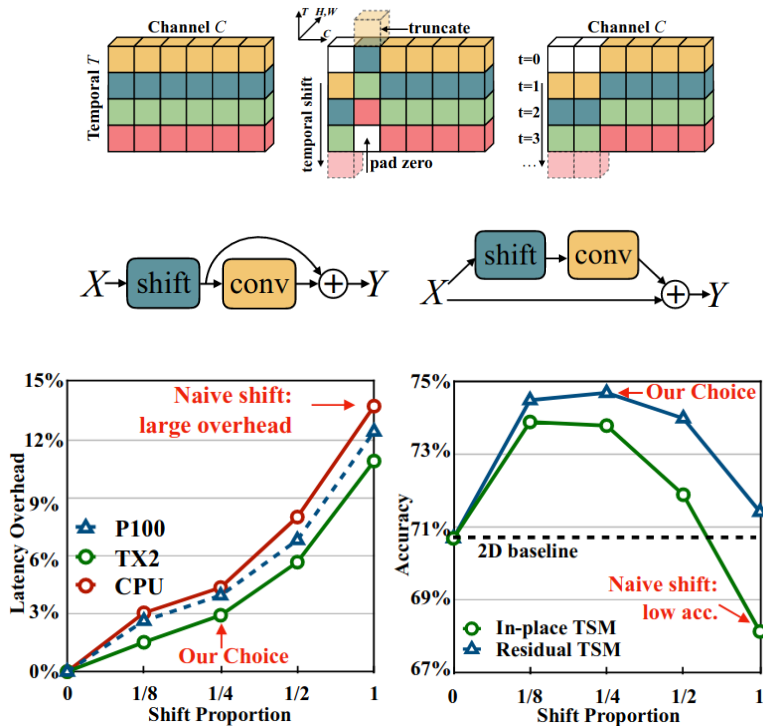 Channel C
Temporal T
T
H,W
C
truncate
temporal shift
pad zero
Channel C
t=0
t=1
t=2
t=3
...
X
shift
conv
+
Y
X
shift
conv
+
Y
15%
12%
9%
6%
3%
0%
Latency Overhead
Naive shift:
large overhead
P100
TX2
CPU
Our Choice
0
1/8
1/4
1/2
1
Shift Proportion
75%
73%
71%
69%
67%
Accuracy
Our Choice
2D baseline
Naive shift:
low acc.
In-place TSM
Residual TSM
0
1/8
1/4
1/2
1
Shift Proportion